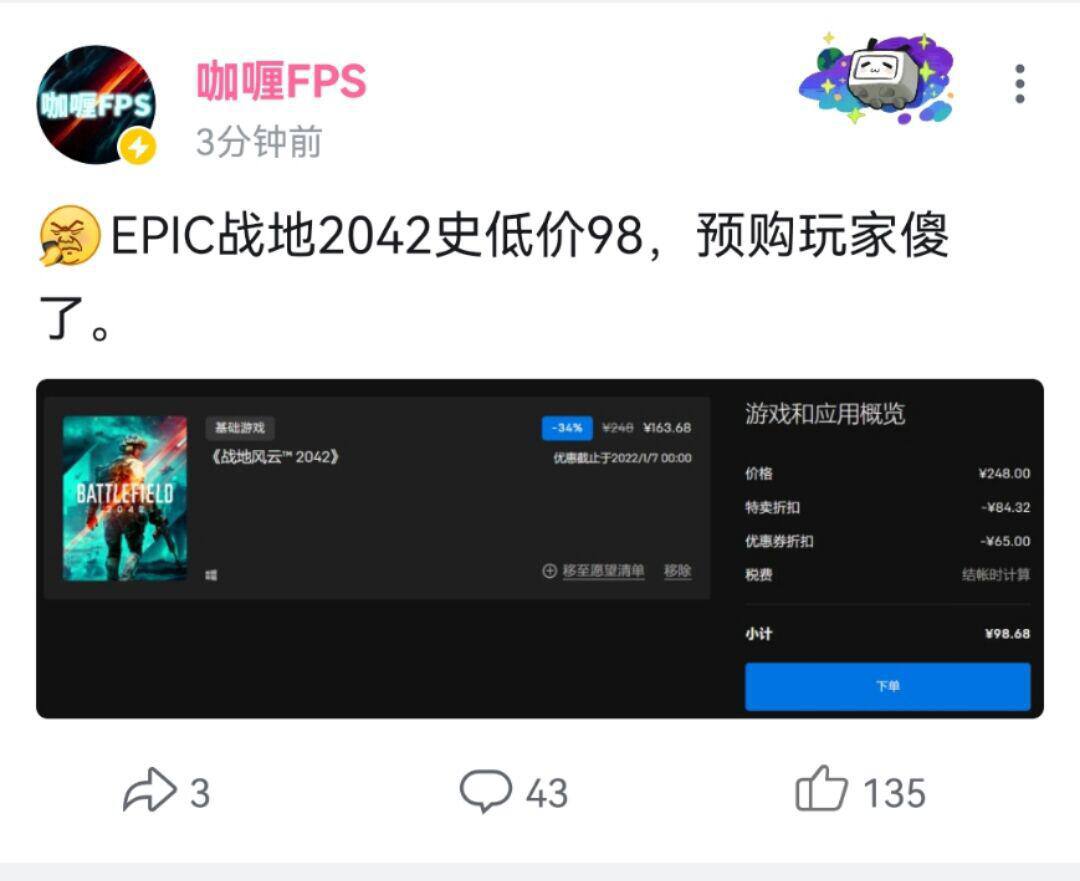 咖喱FPS
咖喱FPS
3分钟前
EPIC战地2042史低价98，预购玩家傻
了。
BATTLEFIELD
2042
基础游戏
《战地风云™ 2042》
-34% ¥248 ¥163.68
优惠截止于2022/1/7 00:00
移至愿望清单 移除
游戏和应用概览
价格 ¥248.00
特卖折扣 -¥84.32
优惠券折扣 -¥65.00
税费 结帐时计算
小计 ¥98.68
下单
3 43 135